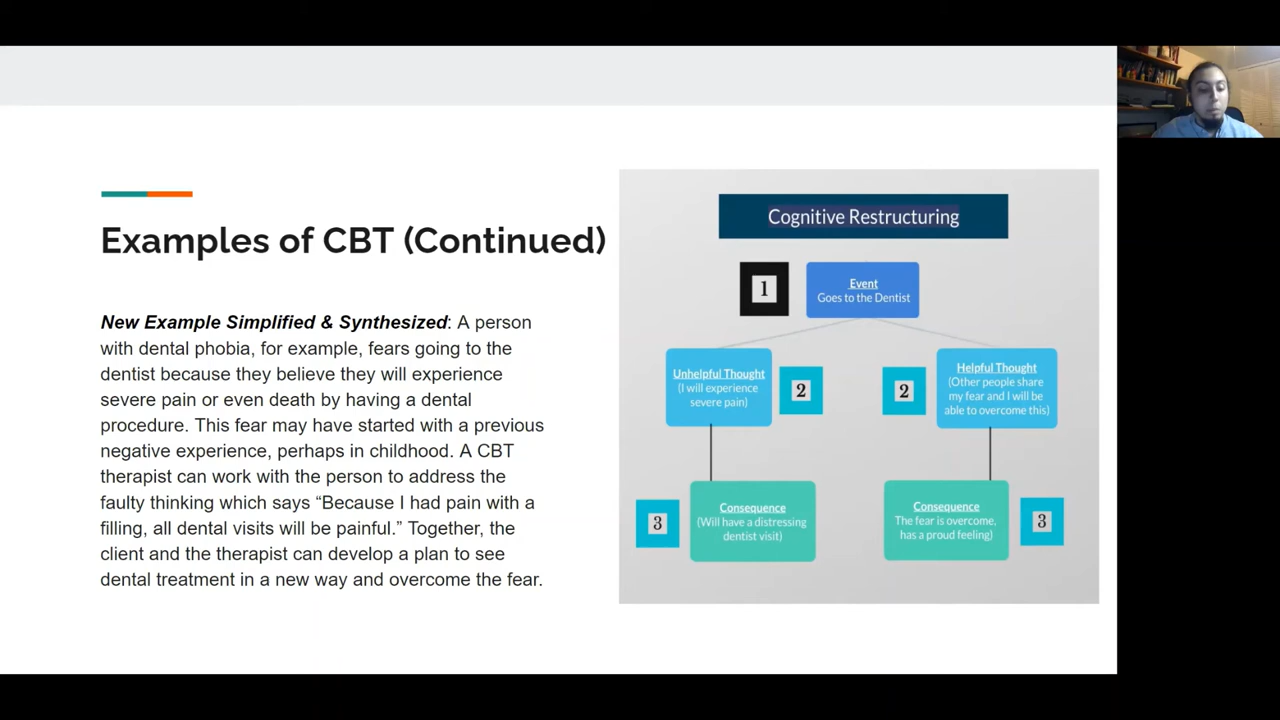 Examples of CBT (Continued)
New Example Simplified & Synthesized: A person
with dental phobia, for example, fears going to the
dentist because they believe they will experience
severe pain or even death by having a dental
procedure. This fear may have started with a previous
negative experience, perhaps in childhood. A CBT
therapist can work with the person to address the
faulty thinking which says “Because I had pain with a
filling, all dental visits will be painful.” Together, the
client and the therapist can develop a plan to see
dental treatment in a new way and overcome the fear.
Cognitive Restructuring
1
Event
Goes to the Dentist
Unhelpful Thought
(I will experience
severe pain)
2
2
Helpful Thought
(Other people share
my fear and I will be
able to overcome this)
3
Consequence
(Will have a distressing
dentist visit)
Consequence
The fear is overcome,
has a proud feeling)
3